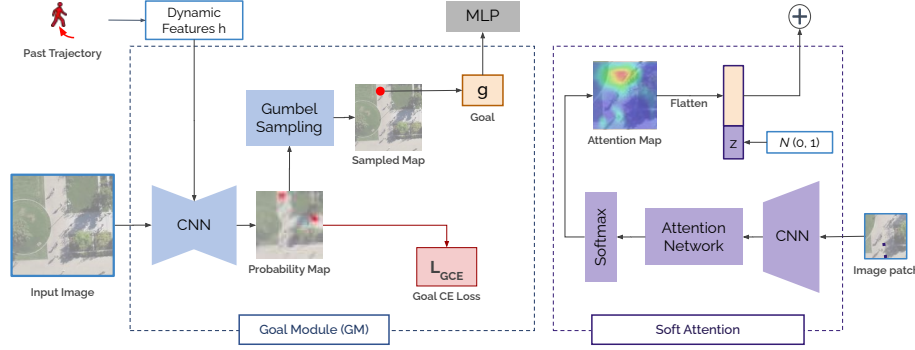 Past Trajectory
Dynamic
Features h
MLP
g
Goal
Gumbel
Sampling
Sampled Map
CNN
Probability Map
Input Image
L GCE
Goal CE Loss
Goal Module (GM)
Attention Map
Flatten
z
N (0, 1)
Softmax
Attention
Network
CNN
Image patch
Soft Attention